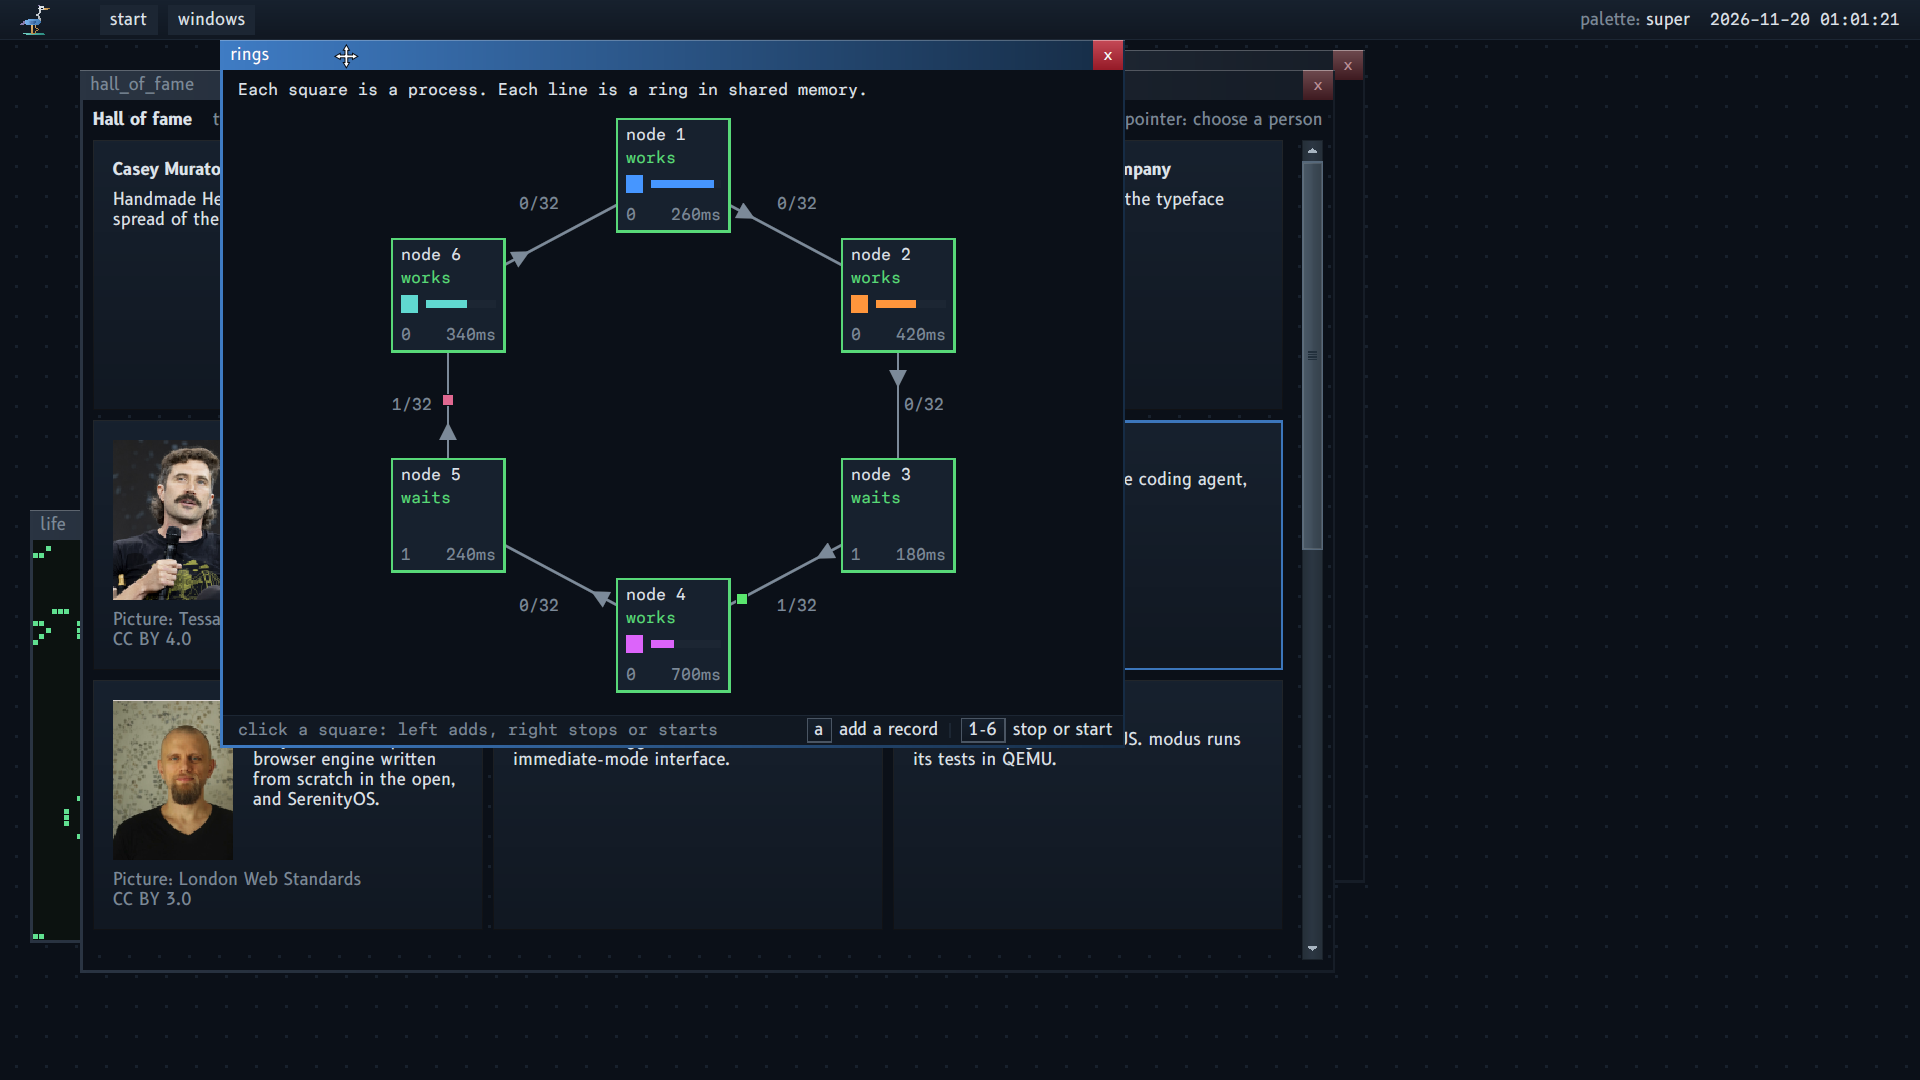 start windows palette: super 2026-11-20 01:01:21
rings x
x
hall_of_fame x
Each square is a process. Each line is a ring in shared memory.
Hall of fame pointer: choose a person
node 1
works
0 260ms
0/32
0/32
node 6
works
0 340ms
node 2
works
0 420ms
1/32
0/32
node 5
waits
1 240ms
node 3
waits
1 180ms
0/32
1/32
node 4
works
0 700ms
click a square: left adds, right stops or starts a add a record 1-6 stop or start
Casey Murato
Handmade He
spread of the
mpany
the typeface
Picture: Tessa
CC BY 4.0
e coding agent,
life
browser engine written
from scratch in the open,
and SerenityOS.
Picture: London Web Standards
CC BY 3.0
immediate-mode interface.
JS. modus runs
its tests in QEMU.